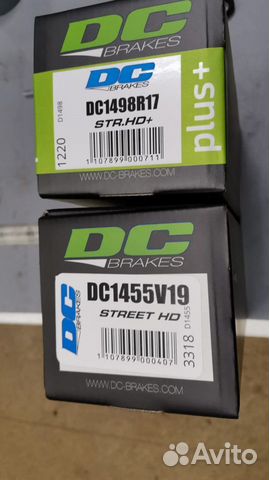 DC
BRAKES
DC
BRAKES
DC1498R17
STR.HD+
1 107899 000711
1220
D1498
plus+
WWW.DC-BRAKES.COM
DC
BRAKES
DC
BRAKES
DC1455V19
STREET HD
1 107899 000407
3318
D1455
WWW.DC-BRAKES.COM
Avito